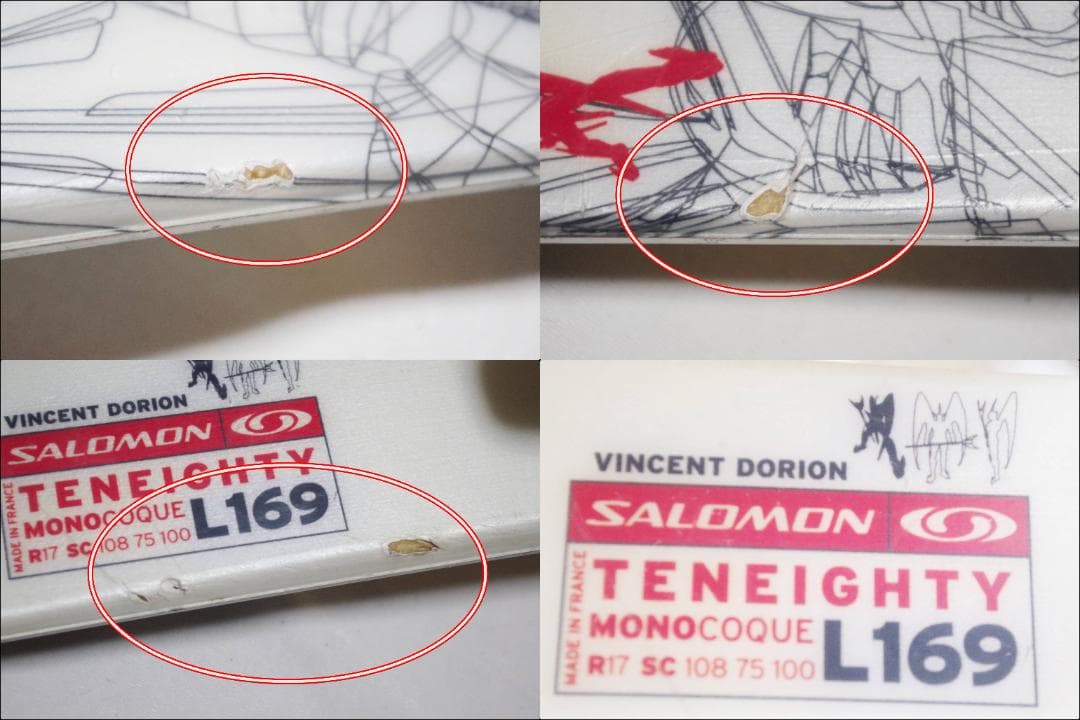 VINCENT DORION
SALOMON
TENEIGHTY
MONOCOQUE
L169
R17 SC 108 75 100
MADE IN FRANCE
VINCENT DORION
SALOMON
TENEIGHTY
MONOCOQUE
L169
R17 SC 108 75 100
MADE IN FRANCE